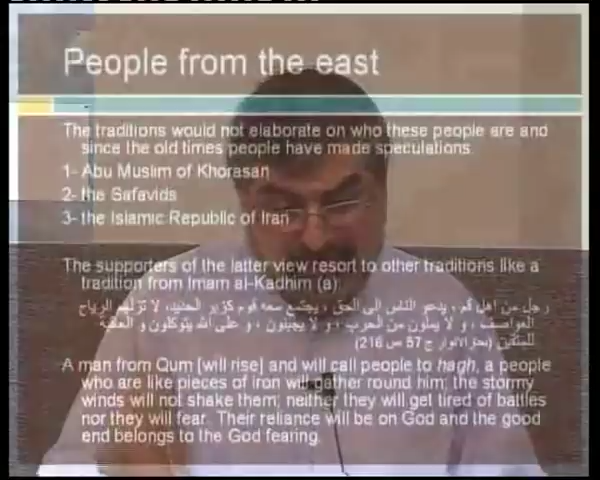 People from the east
The traditions would not elaborate on who these people are and
since the old times people have made speculations
1- Abu Muslim of Khorasan
2- the Safavids
3- the Islamic Republic of Iran
The supporters of the latter view resort to other traditions like a
tradition from Imam al-Kadhim (a):
رجل من اهل قم، يدعو الناس إلى الحق ، يجتمع معه قوم كزبر الحديد، لا تزلهم الرياح
العواصف ، و لا يملون من الحرب، و لا يجبنون ، و على الله يتوكلون و العاقبة
للمتقين (بحار الانوار ج 57 ص 216)
A man from Qum [will rise] and will call people to haqh, a people
who are like pieces of iron will gather round him; the stormy
winds will not shake them; neither they will get tired of battles
nor they will fear. Their reliance will be on God and the good
end belongs to the God fearing.